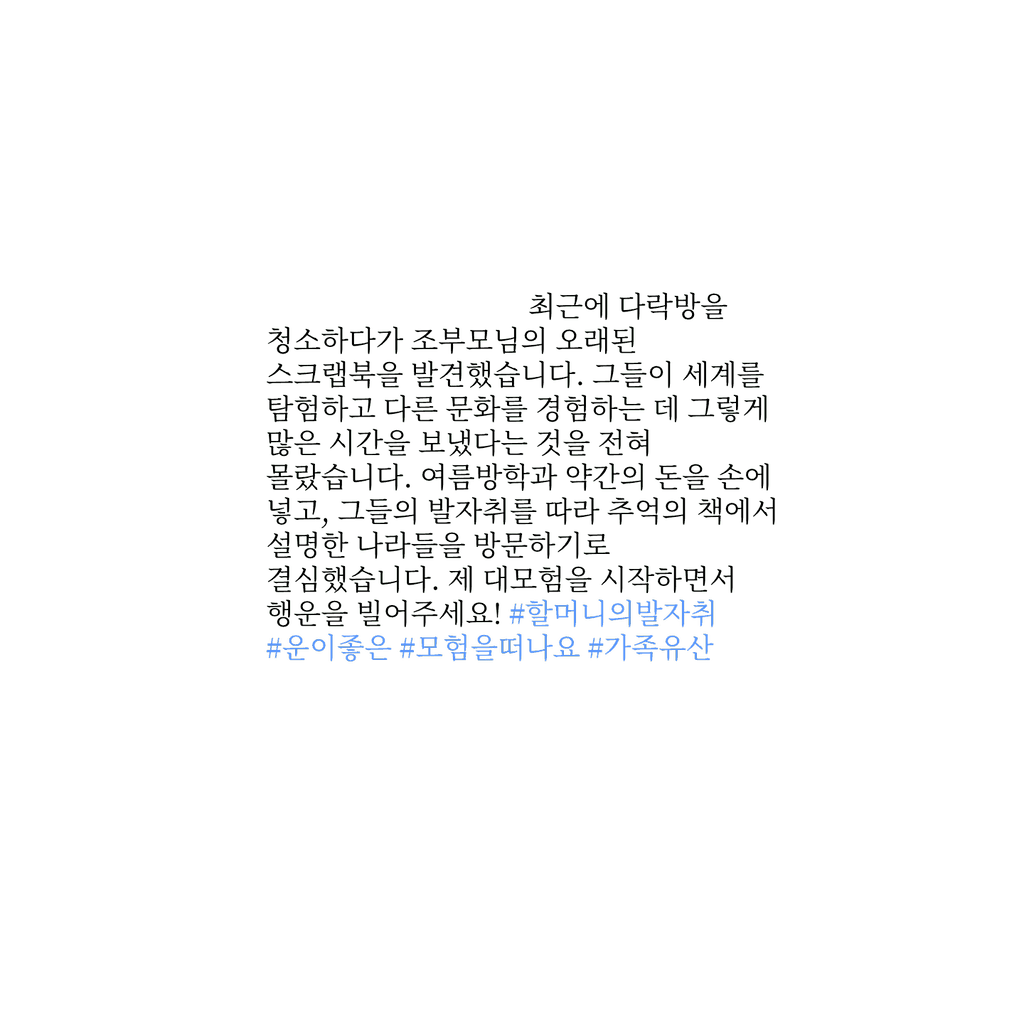 최근에 다락방을
청소하다가 조부모님의 오래된
스크랩북을 발견했습니다. 그들이 세계를
탐험하고 다른 문화를 경험하는 데 그렇게
많은 시간을 보냈다는 것을 전혀
몰랐습니다. 여름방학과 약간의 돈을 손에
넣고, 그들의 발자취를 따라 추억의 책에서
설명한 나라들을 방문하기로
결심했습니다. 제 대모험을 시작하면서
행운을 빌어주세요! #할머니의발자취
#운이좋은 #모험을떠나요 #가족유산